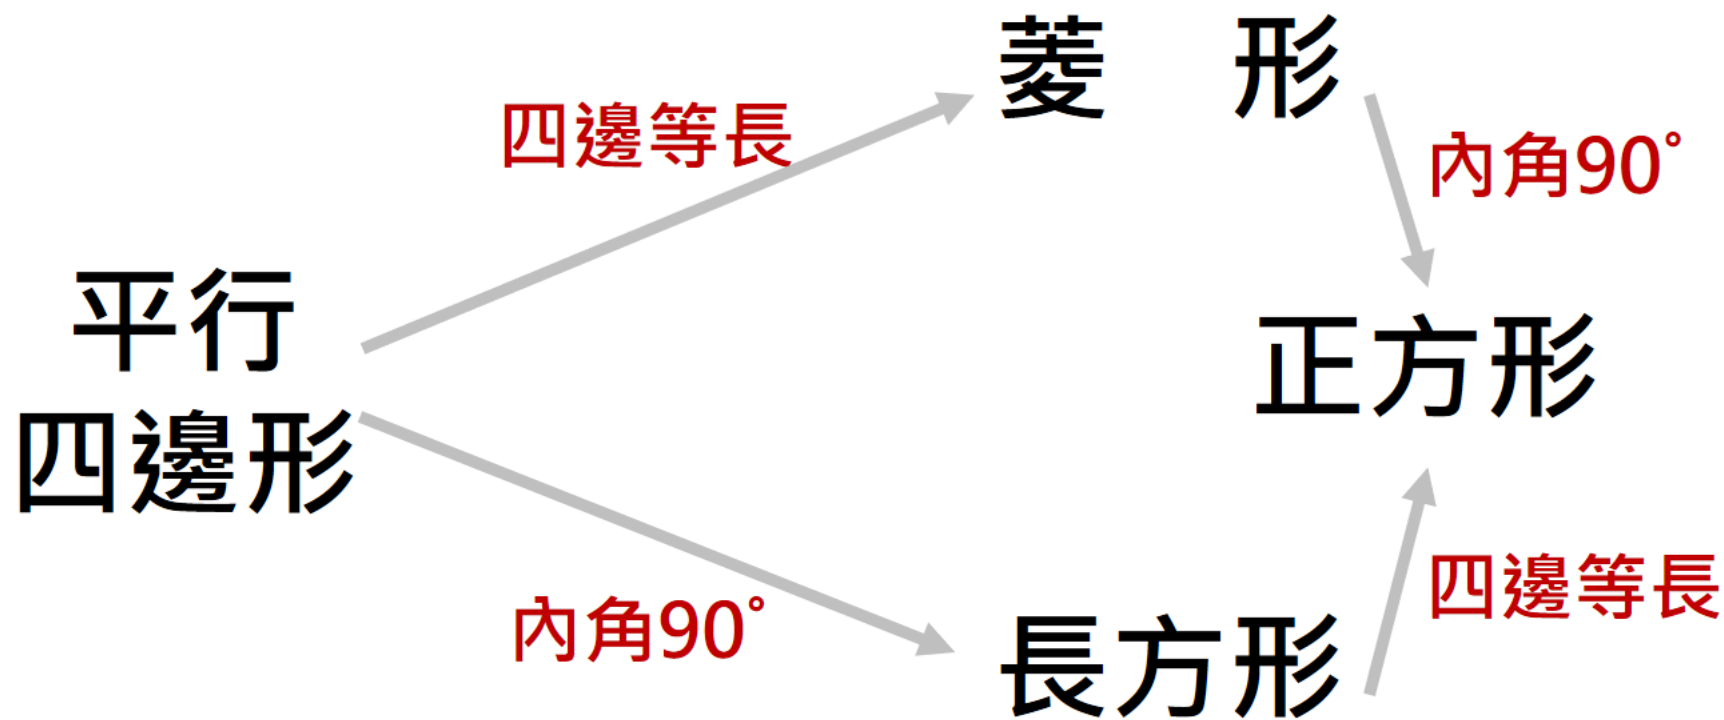 菱 形
四邊等長
內角90°
平行
四邊形
正方形
內角90°
四邊等長
長方形